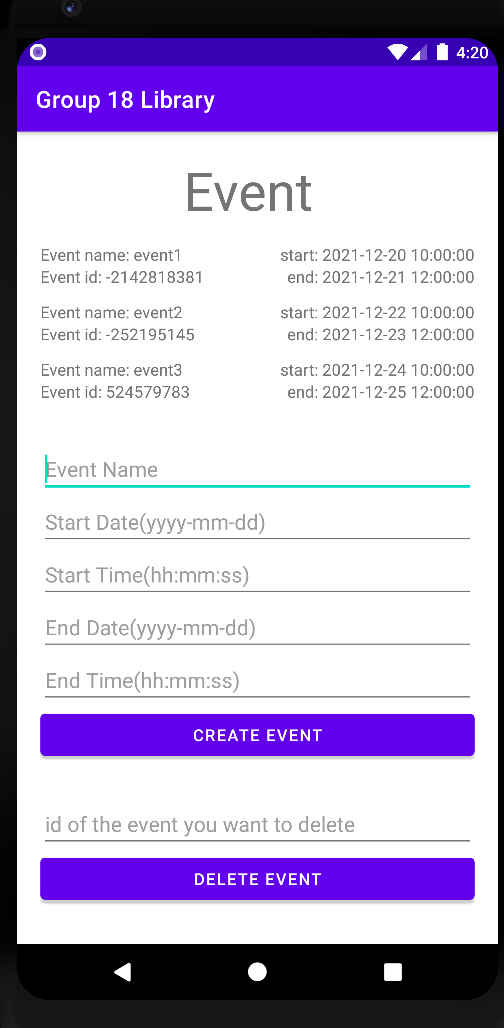 4:20
Group 18 Library
Event
Event name: event1 start: 2021-12-20 10:00:00
Event id: -2142818381 end: 2021-12-21 12:00:00
Event name: event2 start: 2021-12-22 10:00:00
Event id: -252195145 end: 2021-12-23 12:00:00
Event name: event3 start: 2021-12-24 10:00:00
Event id: 524579783 end: 2021-12-25 12:00:00
Event Name
Start Date(yyyy-mm-dd)
Start Time(hh:mm:ss)
End Date(yyyy-mm-dd)
End Time(hh:mm:ss)
CREATE EVENT
id of the event you want to delete
DELETE EVENT